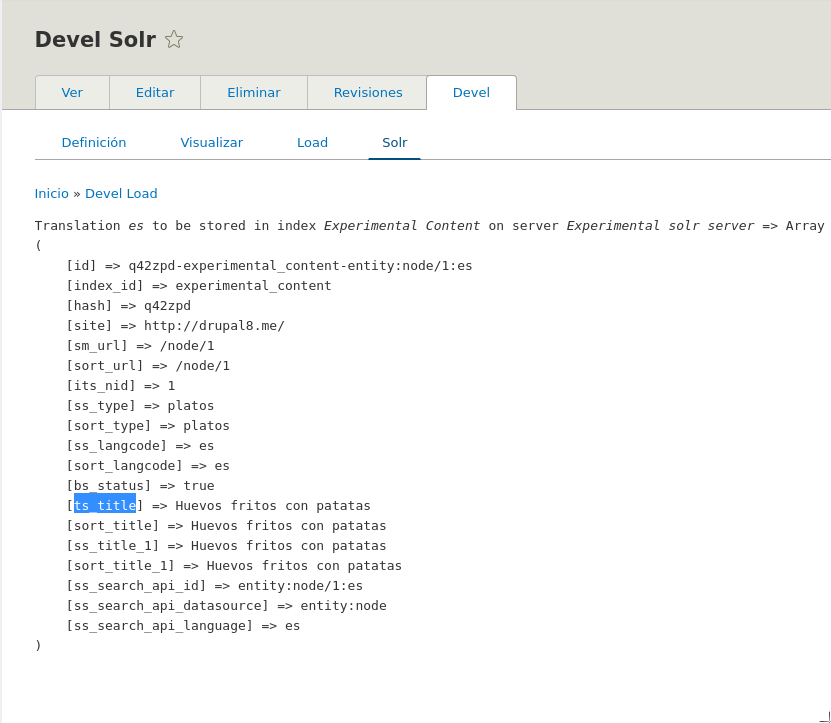 Devel Solr
Ver Editar Eliminar Revisiones Devel
Definición Visualizar Load Solr
Inicio » Devel Load
Translation es to be stored in index Experimental Content on server Experimental solr server => Array
(
[id] => q42zpd-experimental_content-entity:node/1:es
[index_id] => experimental_content
[hash] => q42zpd
[site] => http://drupal8.me/
[sm_url] => /node/1
[sort_url] => /node/1
[its_nid] => 1
[ss_type] => platos
[sort_type] => platos
[ss_langcode] => es
[sort_langcode] => es
[bs_status] => true
[ts_title] => Huevos fritos con patatas
[sort_title] => Huevos fritos con patatas
[ss_title_1] => Huevos fritos con patatas
[sort_title_1] => Huevos fritos con patatas
[ss_search_api_id] => entity:node/1:es
[ss_search_api_datasource] => entity:node
[ss_search_api_language] => es
)